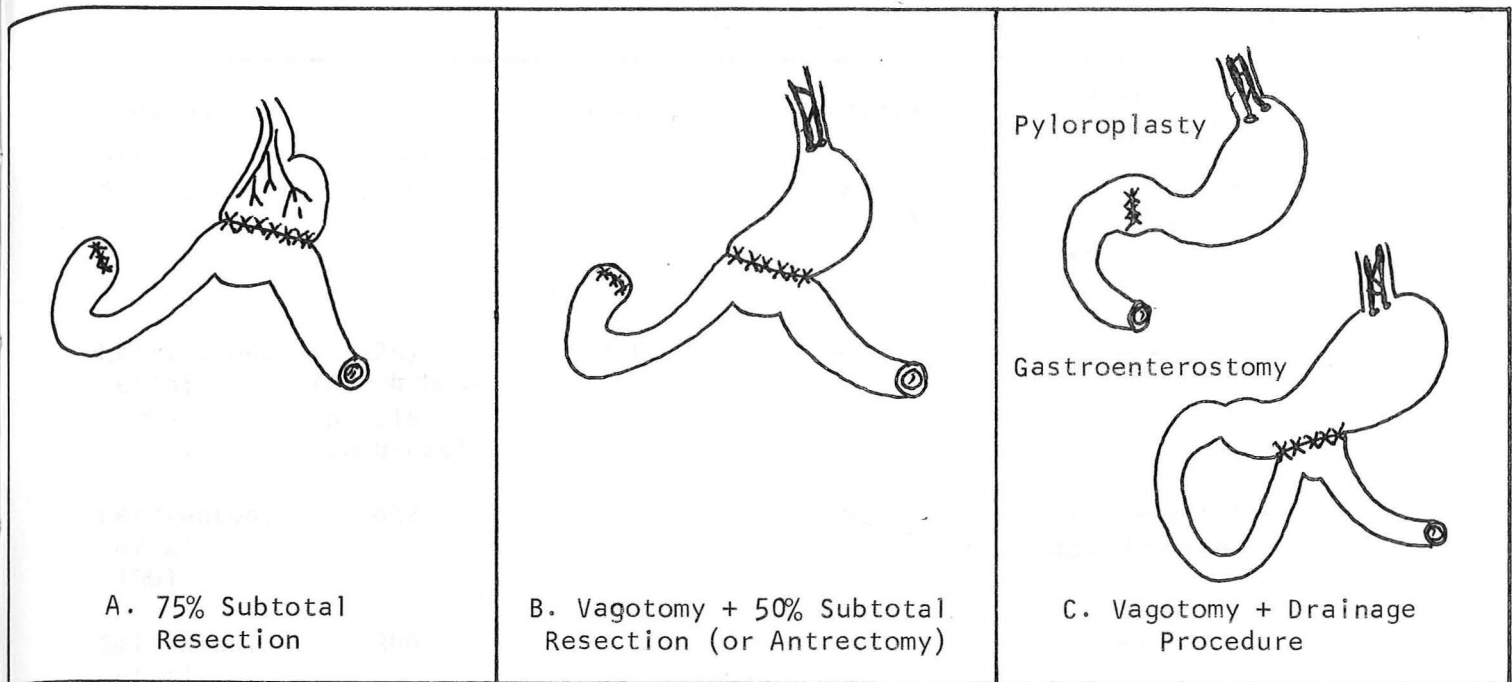 A. 75% Subtotal
Resection
B. Vagotomy + 50% Subtotal
Resection (or Antrectomy)
Pyloroplasty
Gastroenterostomy
C. Vagotomy + Drainage
Procedure